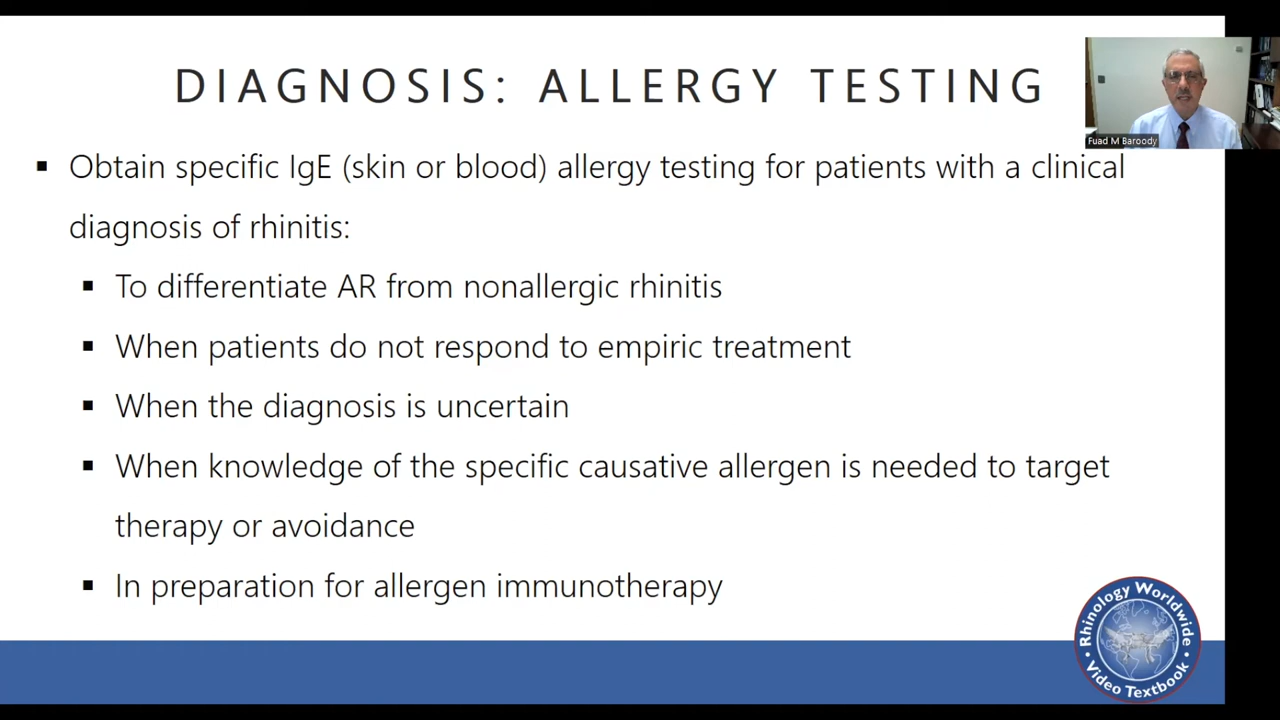 DIAGNOSIS: ALLERGY TESTING
Fuad M Baroody
▪ Obtain specific IgE (skin or blood) allergy testing for patients with a clinical
diagnosis of rhinitis:
▪ To differentiate AR from nonallergic rhinitis
▪ When patients do not respond to empiric treatment
▪ When the diagnosis is uncertain
▪ When knowledge of the specific causative allergen is needed to target
therapy or avoidance
▪ In preparation for allergen immunotherapy
Rhinology Worldwide
• Video Textbook •